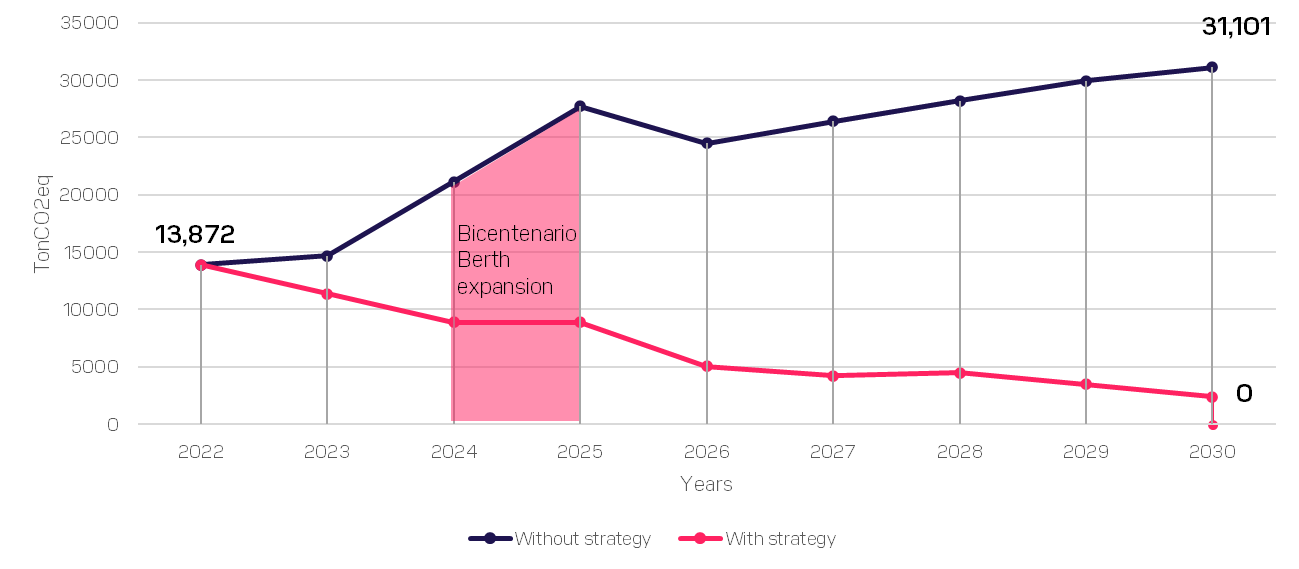 35000
31,101
30000
25000
20000
TonCO2eq
13,872
15000
Bicentenario
Berth
expansion
10000
5000
0
0
2022 2023 2024 2025 2026 2027 2028 2029 2030
Years
Without strategy With strategy